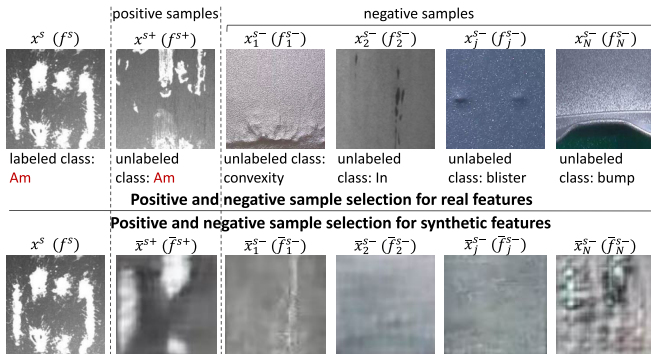 positive samples
negative samples
x^s (f^s)
x^{s+} (f^{s+})
x_1^{s-} (f_1^{s-})
x_2^{s-} (f_2^{s-})
x_j^{s-} (f_j^{s-})
x_N^{s-} (f_N^{s-})
labeled class: Am
unlabeled class: Am
unlabeled class: convexity
unlabeled class: In
unlabeled class: blister
unlabeled class: bump
Positive and negative sample selection for real features
Positive and negative sample selection for synthetic features
x^s (f^s)
x̄^{s+} (f̄^{s+})
x̄_1^{s-} (f̄_1^{s-})
x̄_2^{s-} (f̄_2^{s-})
x̄_j^{s-} (f̄_j^{s-})
x̄_N^{s-} (f̄_N^{s-})